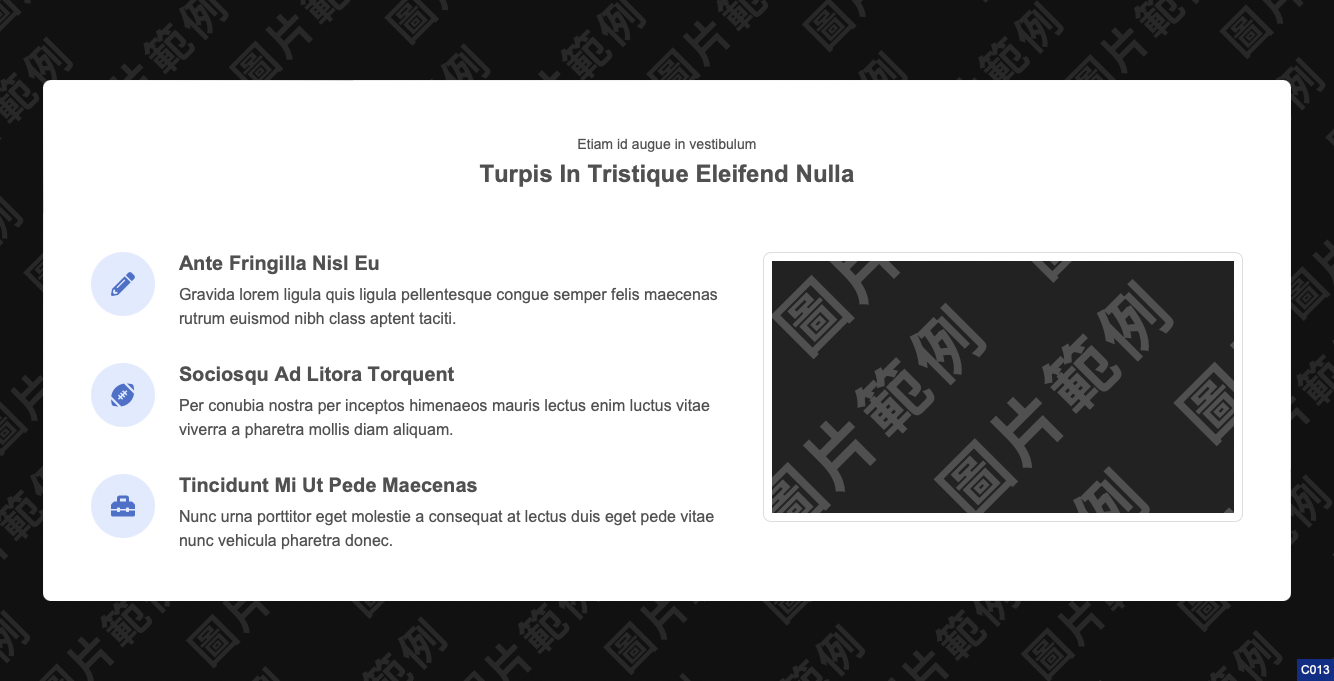 Etiam id augue in vestibulum
Turpis In Tristique Eleifend Nulla
Ante Fringilla Nisl Eu
Gravida lorem ligula quis ligula pellentesque congue semper felis maecenas
rutrum euismod nibh class aptent taciti.
Sociosqu Ad Litora Torquent
Per conubia nostra per inceptos himenaeos mauris lectus enim luctus vitae
viverra a pharetra mollis diam aliquam.
Tincidunt Mi Ut Pede Maecenas
Nunc urna porttitor eget molestie a consequat at lectus duis eget pede vitae
nunc vehicula pharetra donec.
圖片範例
圖片範例
C013